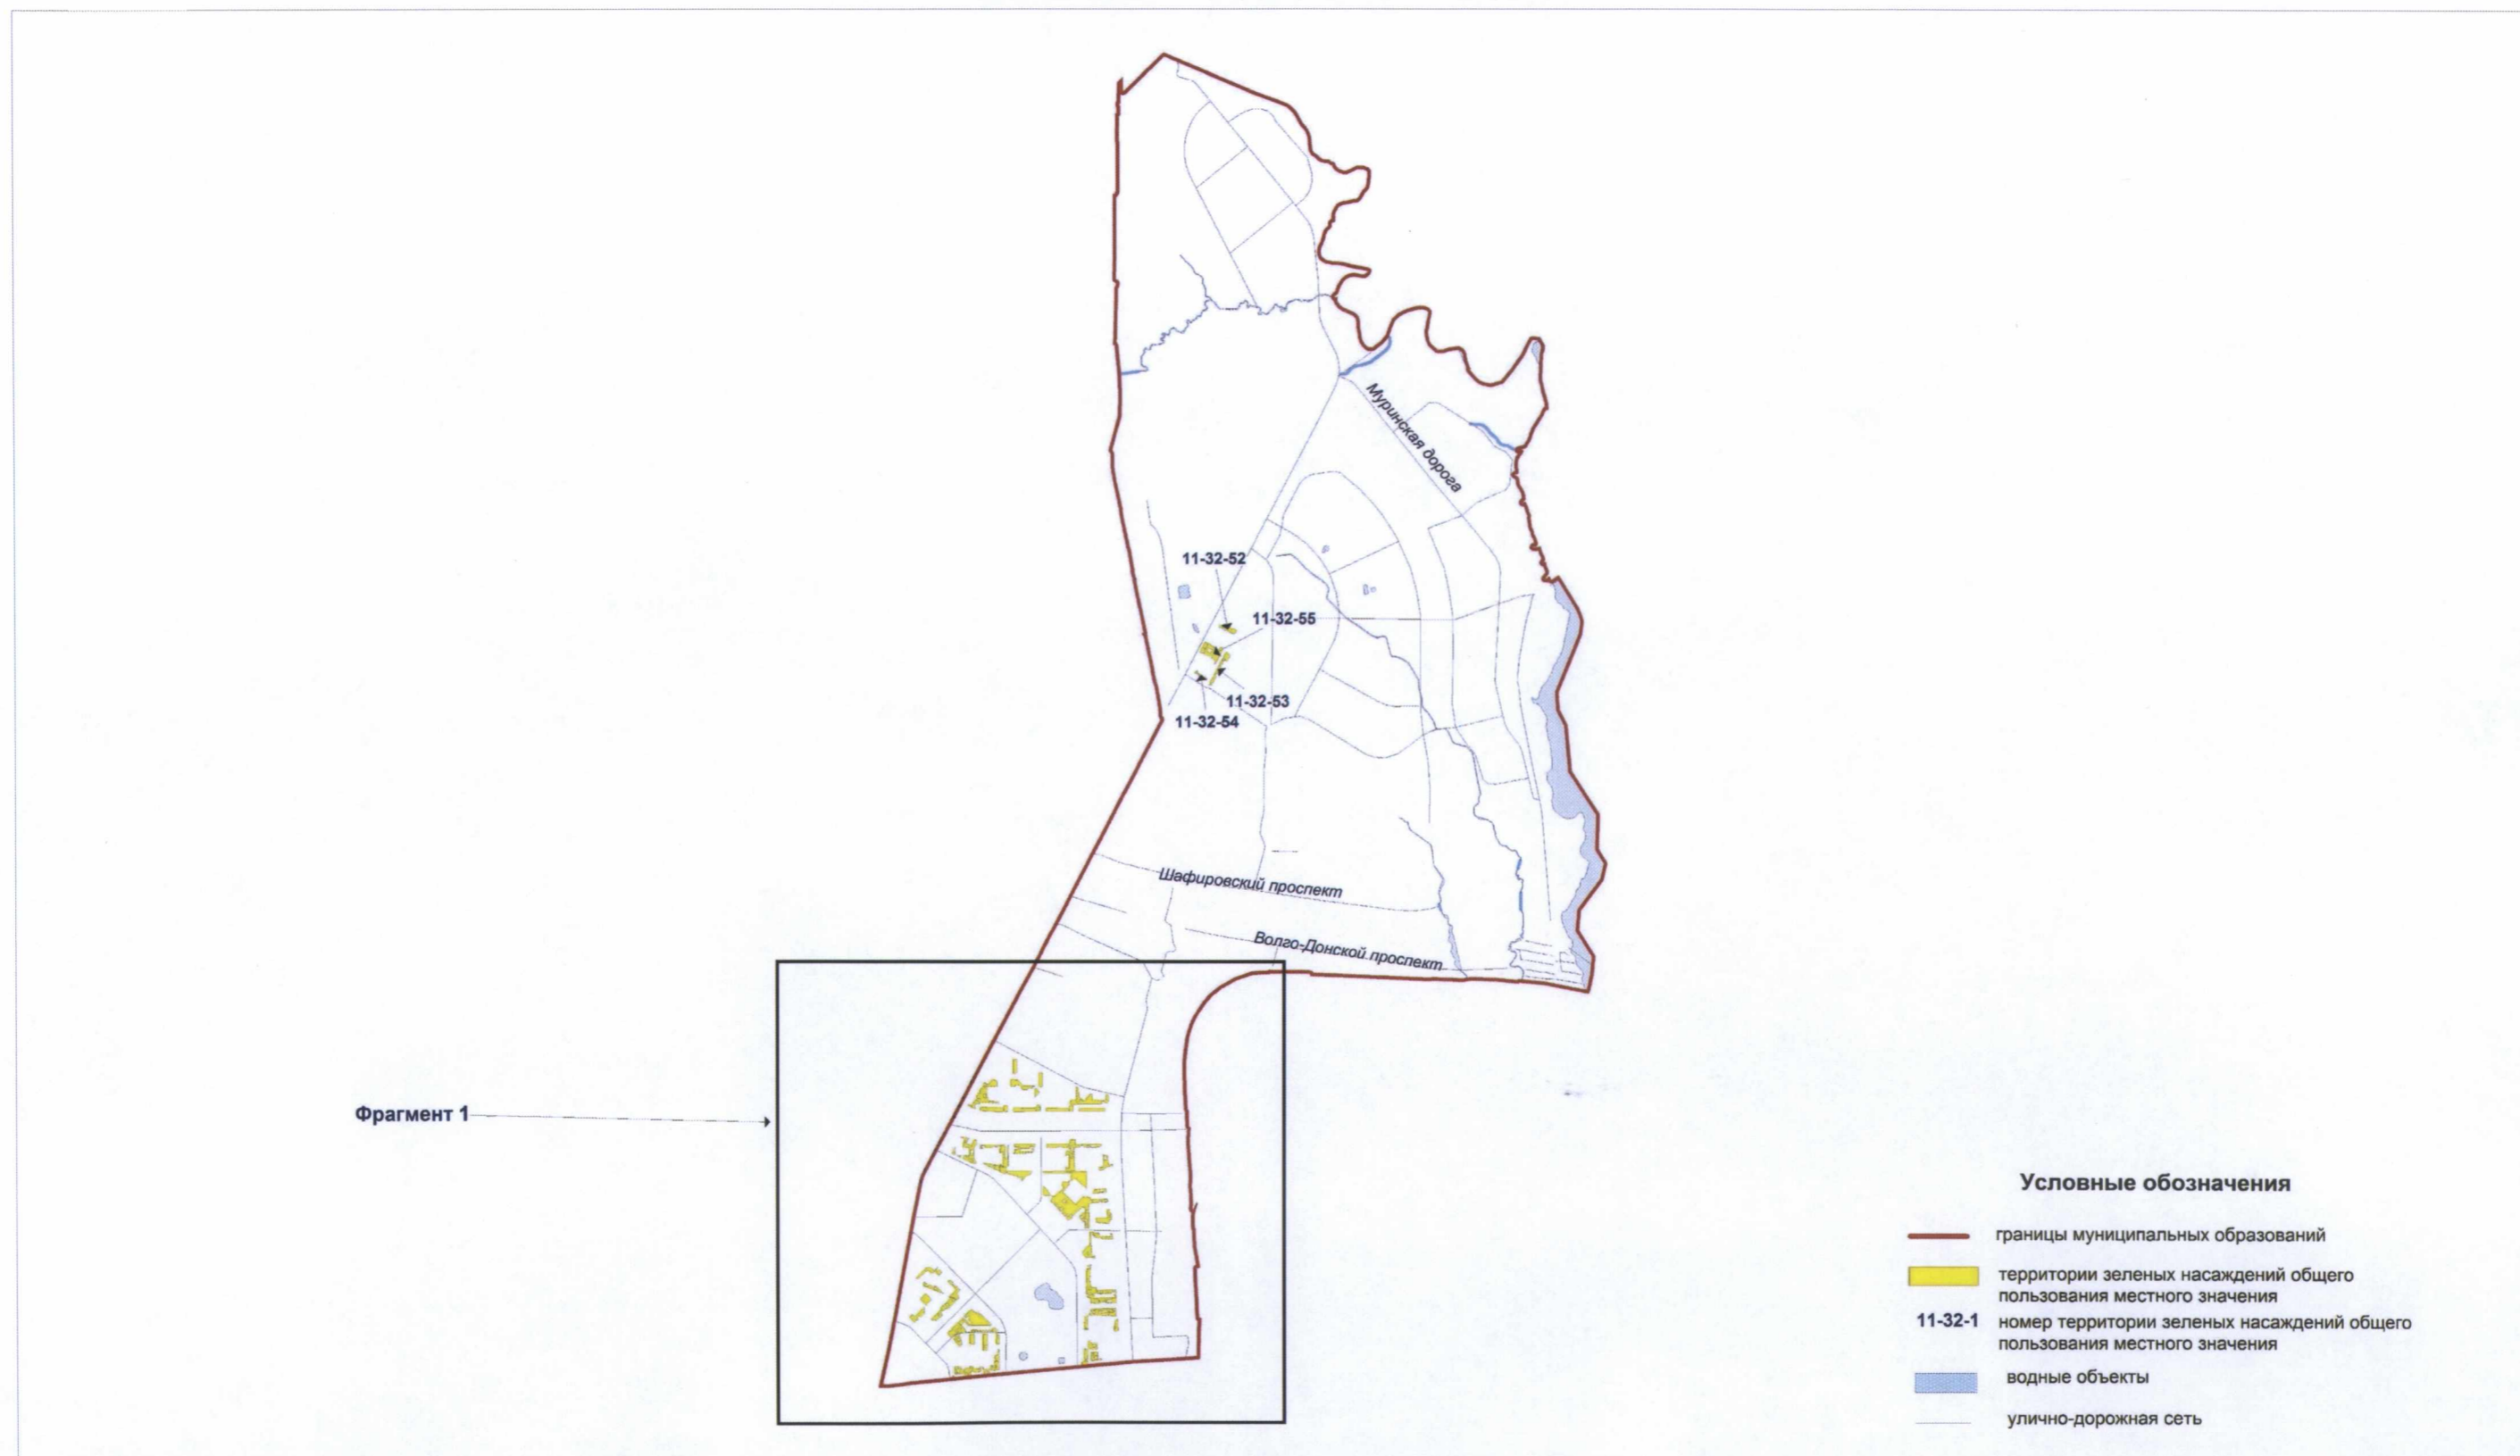 Муринская дорога
11-32-52
11-32-55
11-32-53
11-32-54
Шафировский проспект
Волго-Донской проспект
Фрагмент 1
Условные обозначения
границы муниципальных образований
территории зеленых насаждений общего
пользования местного значения
11-32-1 номер территории зеленых насаждений общего
пользования местного значения
водные объекты
улично-дорожная сеть